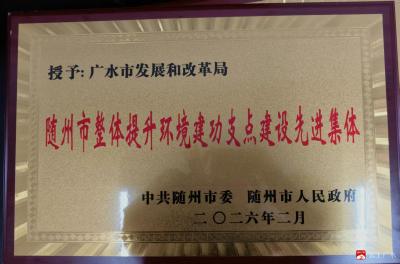 授予:广水市发展和改革局
随州市整体提升环境建功支点建设先进集体
中共随州市委 随州市人民政府
二〇二六年二月